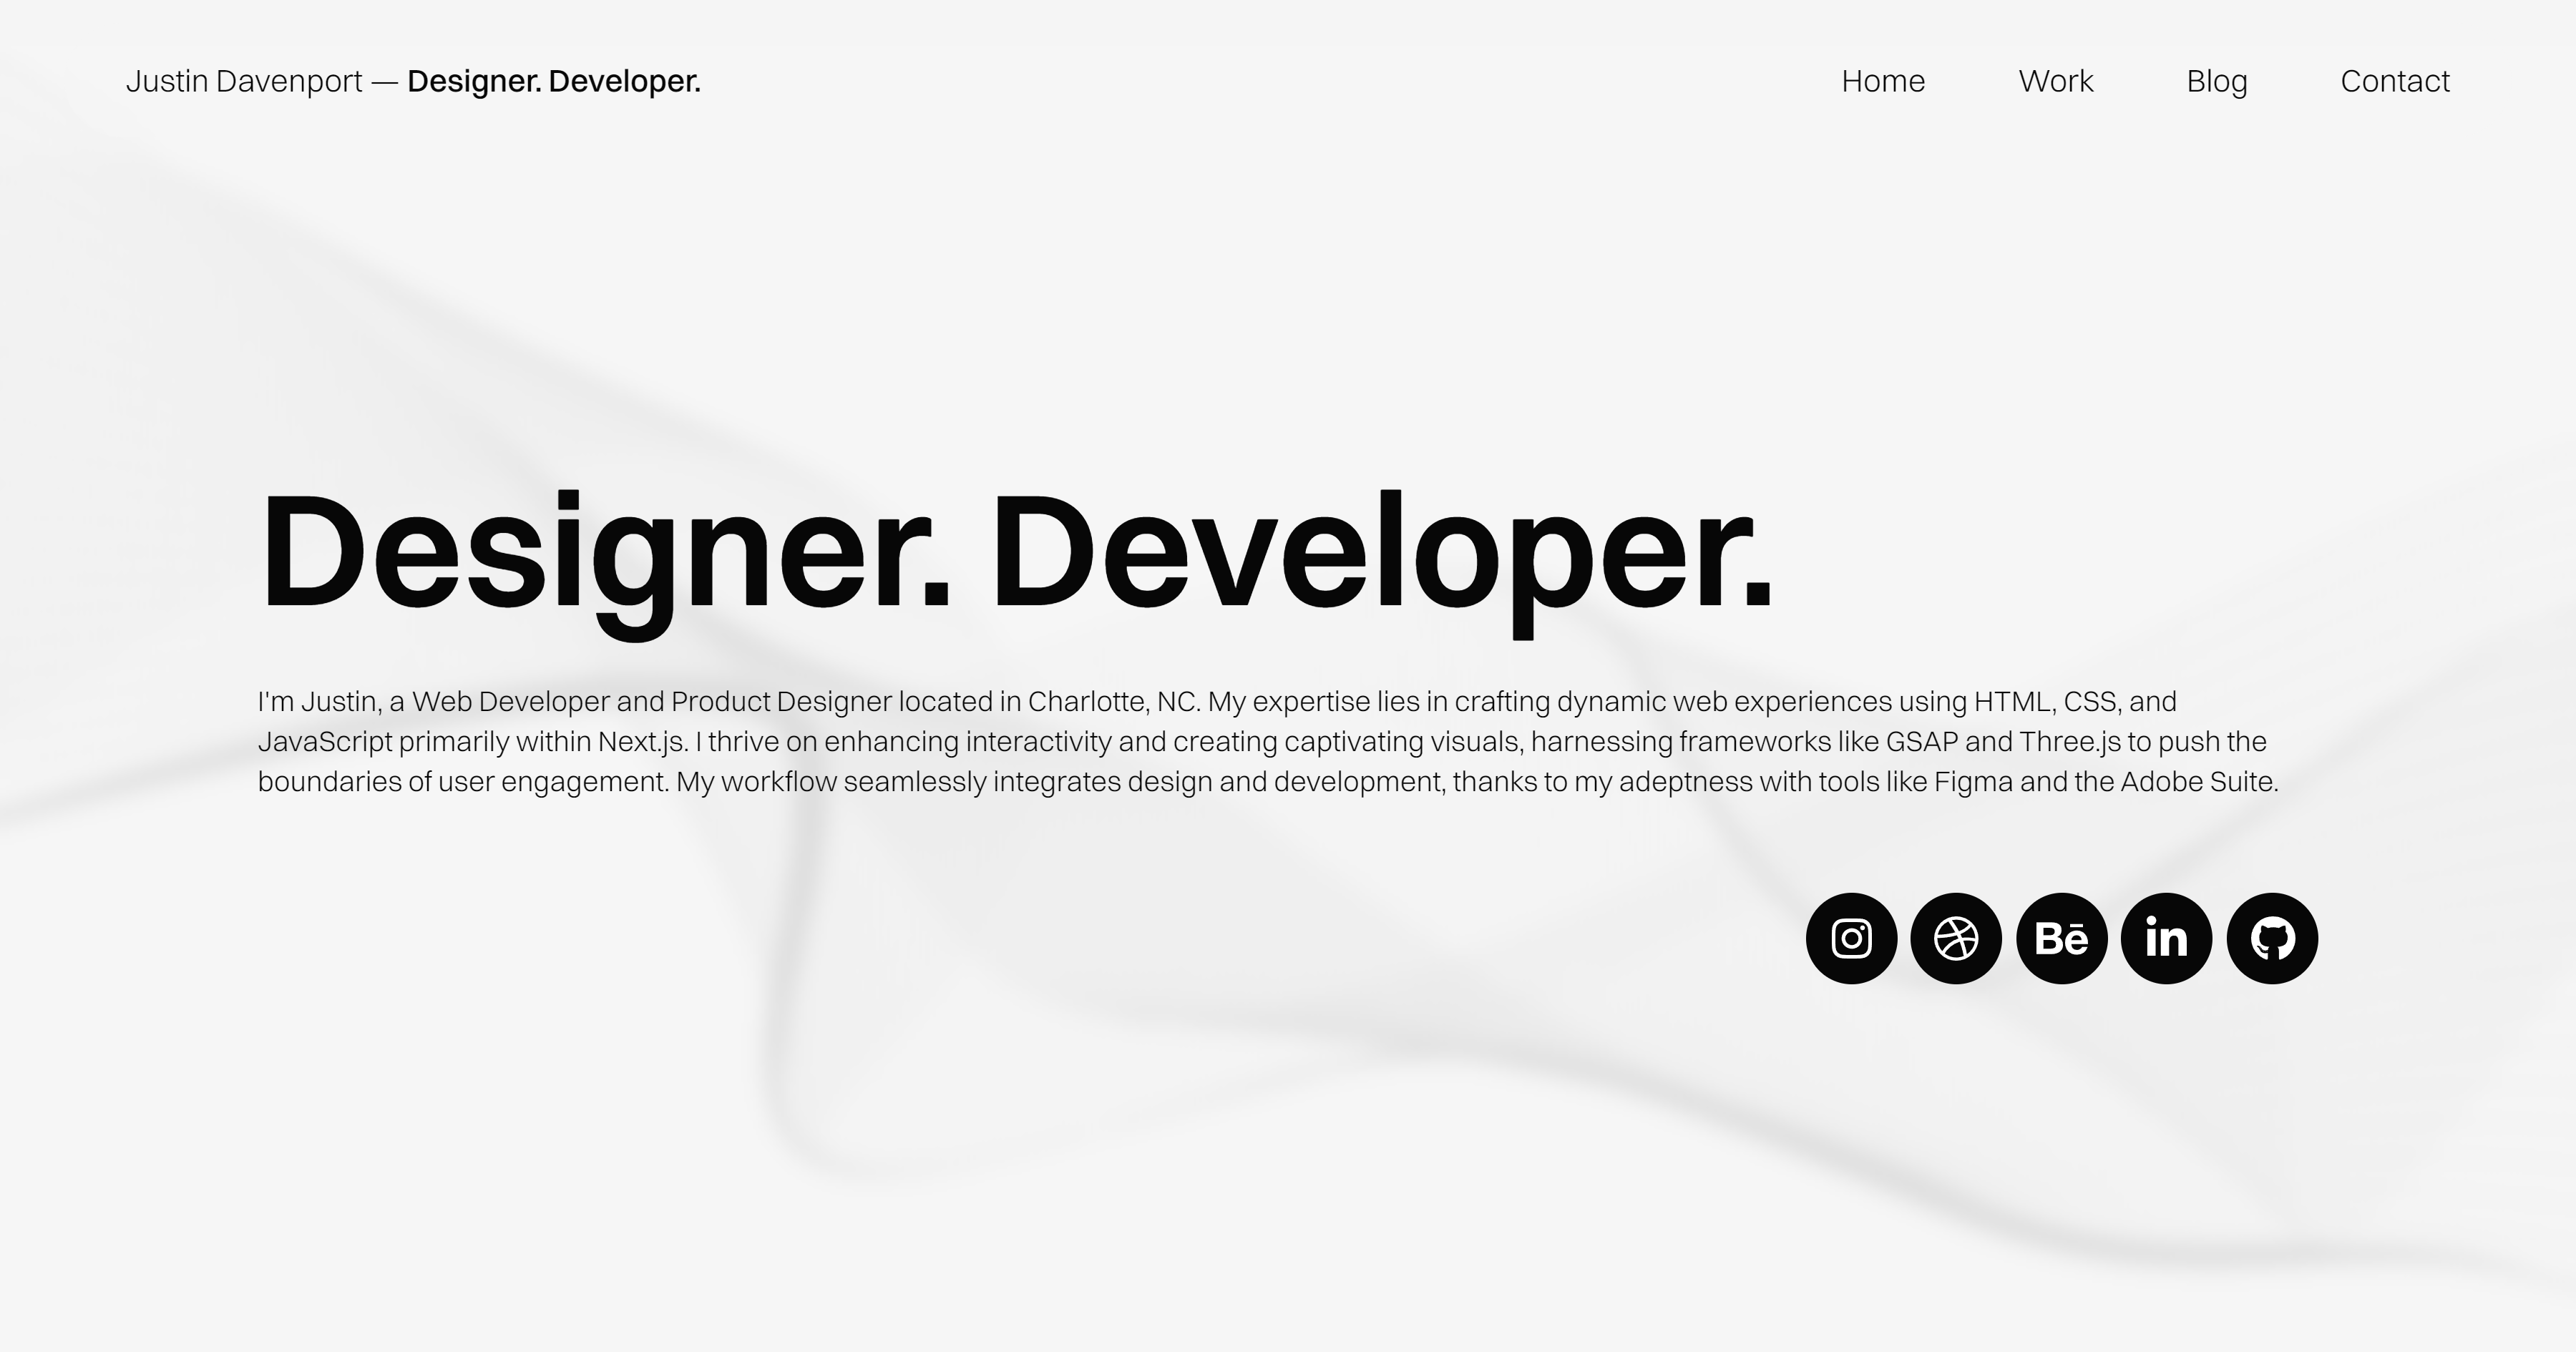 Justin Davenport — Designer. Developer.
Home Work Blog Contact
Designer. Developer.
I'm Justin, a Web Developer and Product Designer located in Charlotte, NC. My expertise lies in crafting dynamic web experiences using HTML, CSS, and
JavaScript primarily within Next.js. I thrive on enhancing interactivity and creating captivating visuals, harnessing frameworks like GSAP and Three.js to push the
boundaries of user engagement. My workflow seamlessly integrates design and development, thanks to my adeptness with tools like Figma and the Adobe Suite.
Bē in